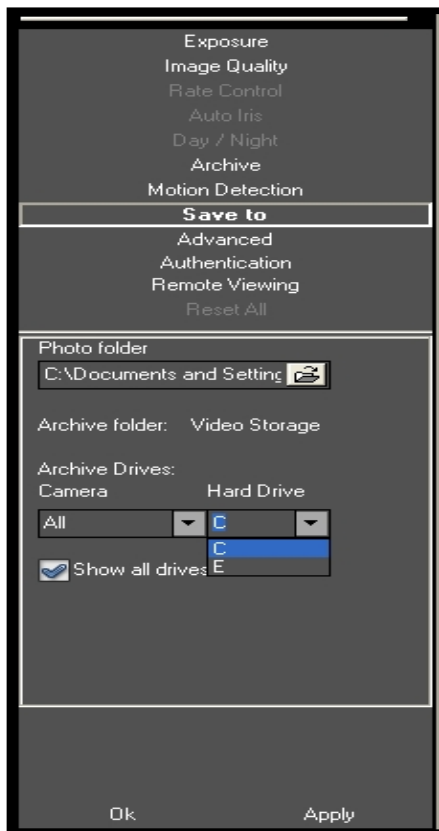 Exposure
Image Quality
Rate Control
Auto Iris
Day / Night
Archive
Motion Detection
Save to
Advanced
Authentication
Remote Viewing
Reset All
Photo folder
C:\Documents and Setting
Archive folder: Video Storage
Archive Drives:
Camera Hard Drive
All C
C
Show all drives E
Ok Apply